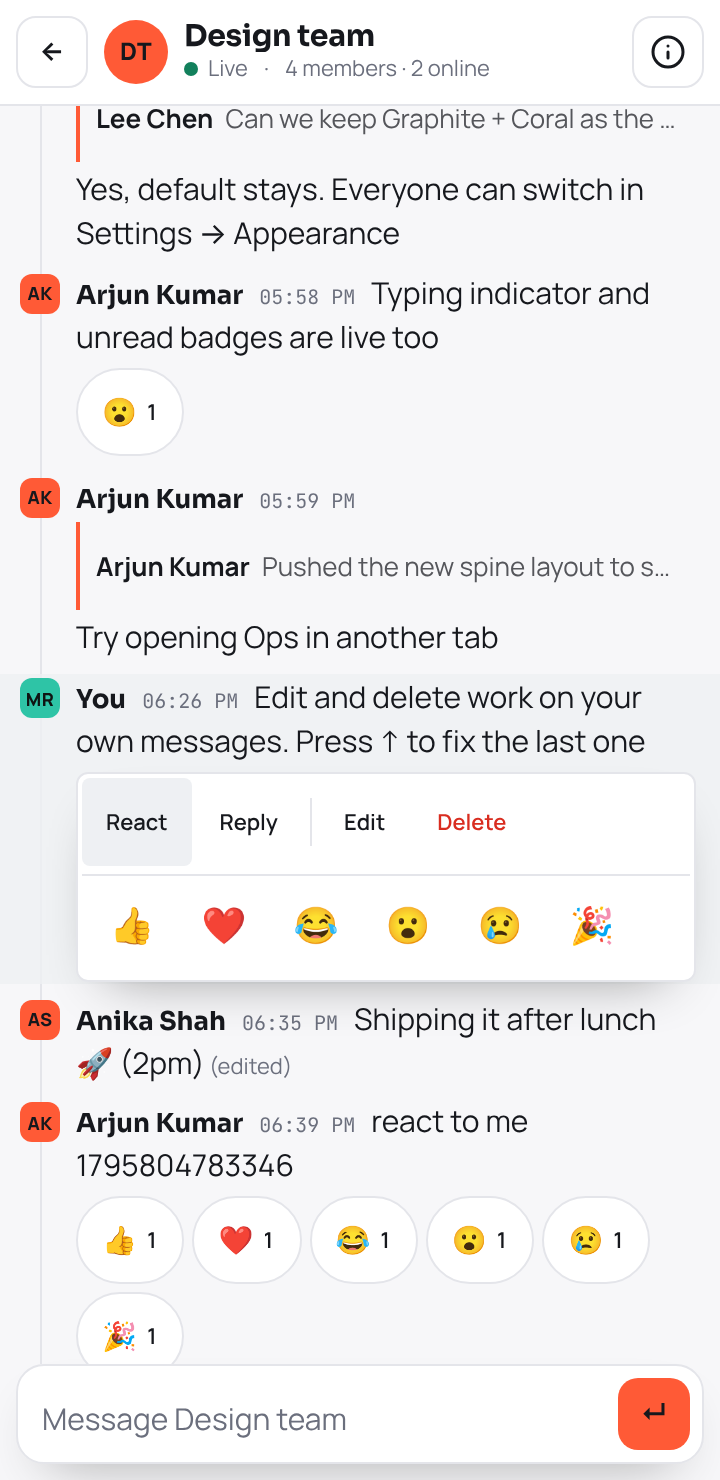 DT
Design team
Live · 4 members · 2 online
Lee Chen Can we keep Graphite + Coral as the ...
Yes, default stays. Everyone can switch in
Settings → Appearance
AK Arjun Kumar 05:58 PM Typing indicator and
unread badges are live too
😮 1
AK Arjun Kumar 05:59 PM
Arjun Kumar Pushed the new spine layout to s...
Try opening Ops in another tab
MR You 06:26 PM Edit and delete work on your
own messages. Press ↑ to fix the last one
React Reply Edit Delete
👍 ❤️ 😂 😮 😢 🎉
AS Anika Shah 06:35 PM Shipping it after lunch
🚀 (2pm) (edited)
AK Arjun Kumar 06:39 PM react to me
1795804783346
👍 1 ❤️ 1 😂 1 😮 1 😢 1
🎉 1
Message Design team